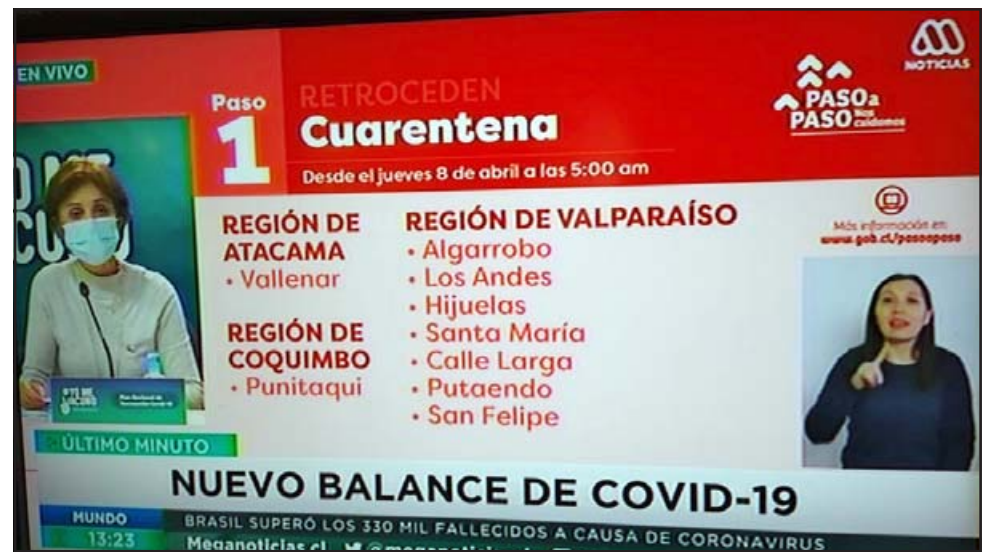 EN VIVO
Paso
1
RETROCEDEN
Cuarentena
Desde el jueves 8 de abril a las 5:00 am
NOTICIAS
PASO a
PASO Nos
cuidamos
Más información en:
www.gob.cl/pasoapaso
REGIÓN DE
ATACAMA
• Vallenar
REGIÓN DE
COQUIMBO
• Punitaqui
REGIÓN DE VALPARAÍSO
• Algarrobo
• Los Andes
• Hijuelas
• Santa María
• Calle Larga
• Putaendo
• San Felipe
ÚLTIMO MINUTO
NUEVO BALANCE DE COVID-19
MUNDO
13:23
BRASIL SUPERÓ LOS 330 MIL FALLECIDOS A CAUSA DE CORONAVIRUS
Meganoticias.cl